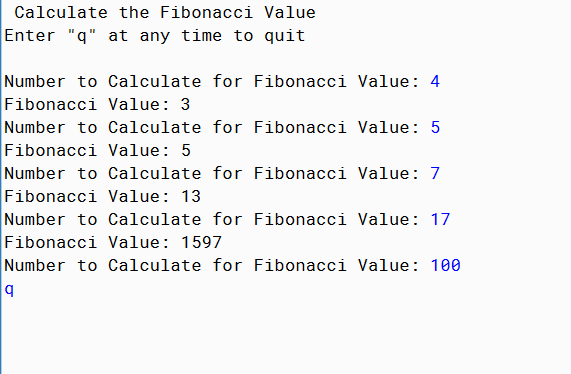 Calculate the Fibonacci Value
Enter "q" at any time to quit
Number to Calculate for Fibonacci Value: 4
Fibonacci Value: 3
Number to Calculate for Fibonacci Value: 5
Fibonacci Value: 5
Number to Calculate for Fibonacci Value: 7
Fibonacci Value: 13
Number to Calculate for Fibonacci Value: 17
Fibonacci Value: 1597
Number to Calculate for Fibonacci Value: 100
q